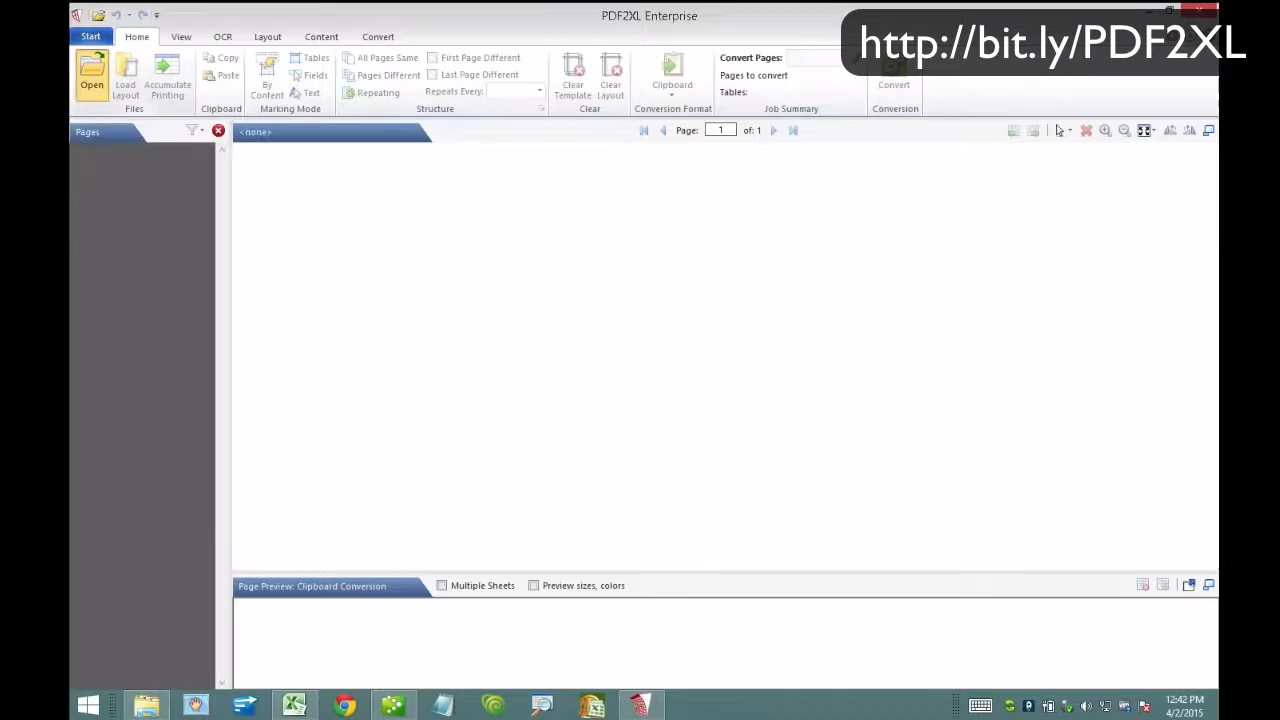 PDF2XL Enterprise
http://bit.ly/PDF2XL
Start Home View OCR Layout Content Convert
Open
Load Layout
Accumulate Printing
Files
Copy
Paste
Clipboard
By Content
Tables
Fields
Text
Marking Mode
All Pages Same
Pages Different
Repeating
First Page Different
Last Page Different
Repeats Every:
Structure
Clear Template
Clear Layout
Clear
Clipboard
Conversion Format
Convert Pages:
Pages to convert
Tables:
Job Summary
Convert
Conversion
Pages
<none>
Page: 1 of: 1
Page Preview: Clipboard Conversion
Multiple Sheets
Preview sizes, colors
12:42 PM
4/2/2015